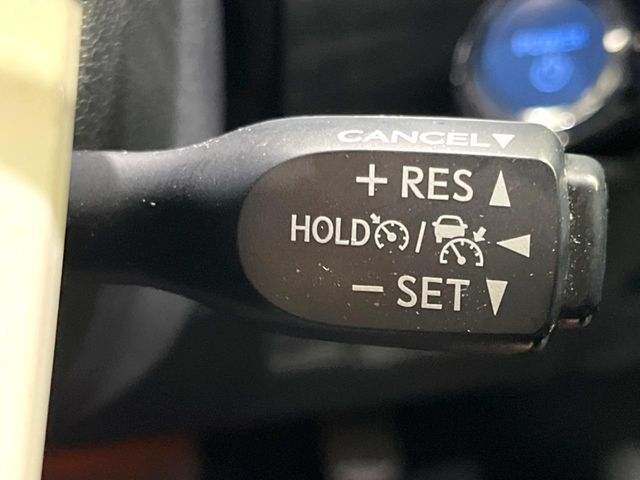 CANCEL▼
+ RES ▲
HOLD / ◀
– SET ▼